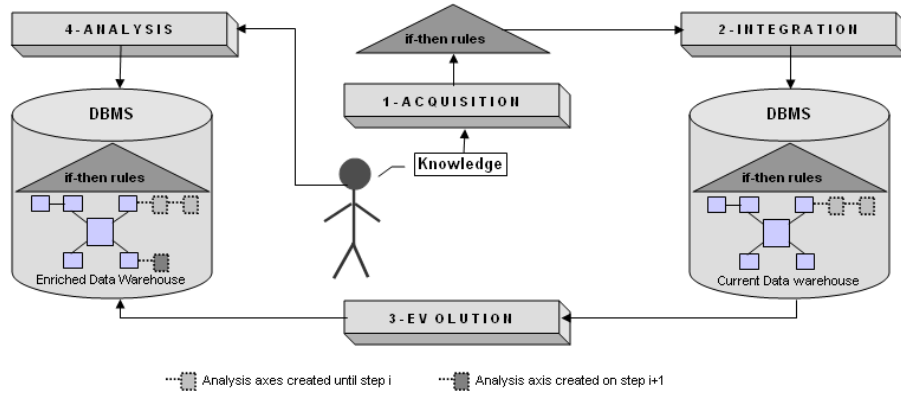 4-ANALYSIS
if-then rules
2-INTEGRATION
1-ACQUISITION
DBMS
DBMS
Knowledge
if-then rules
if-then rules
Enriched Data Warehouse
Current Data warehouse
3-EVOLUTION
Analysis axes created until step i
Analysis axis created on step i+1